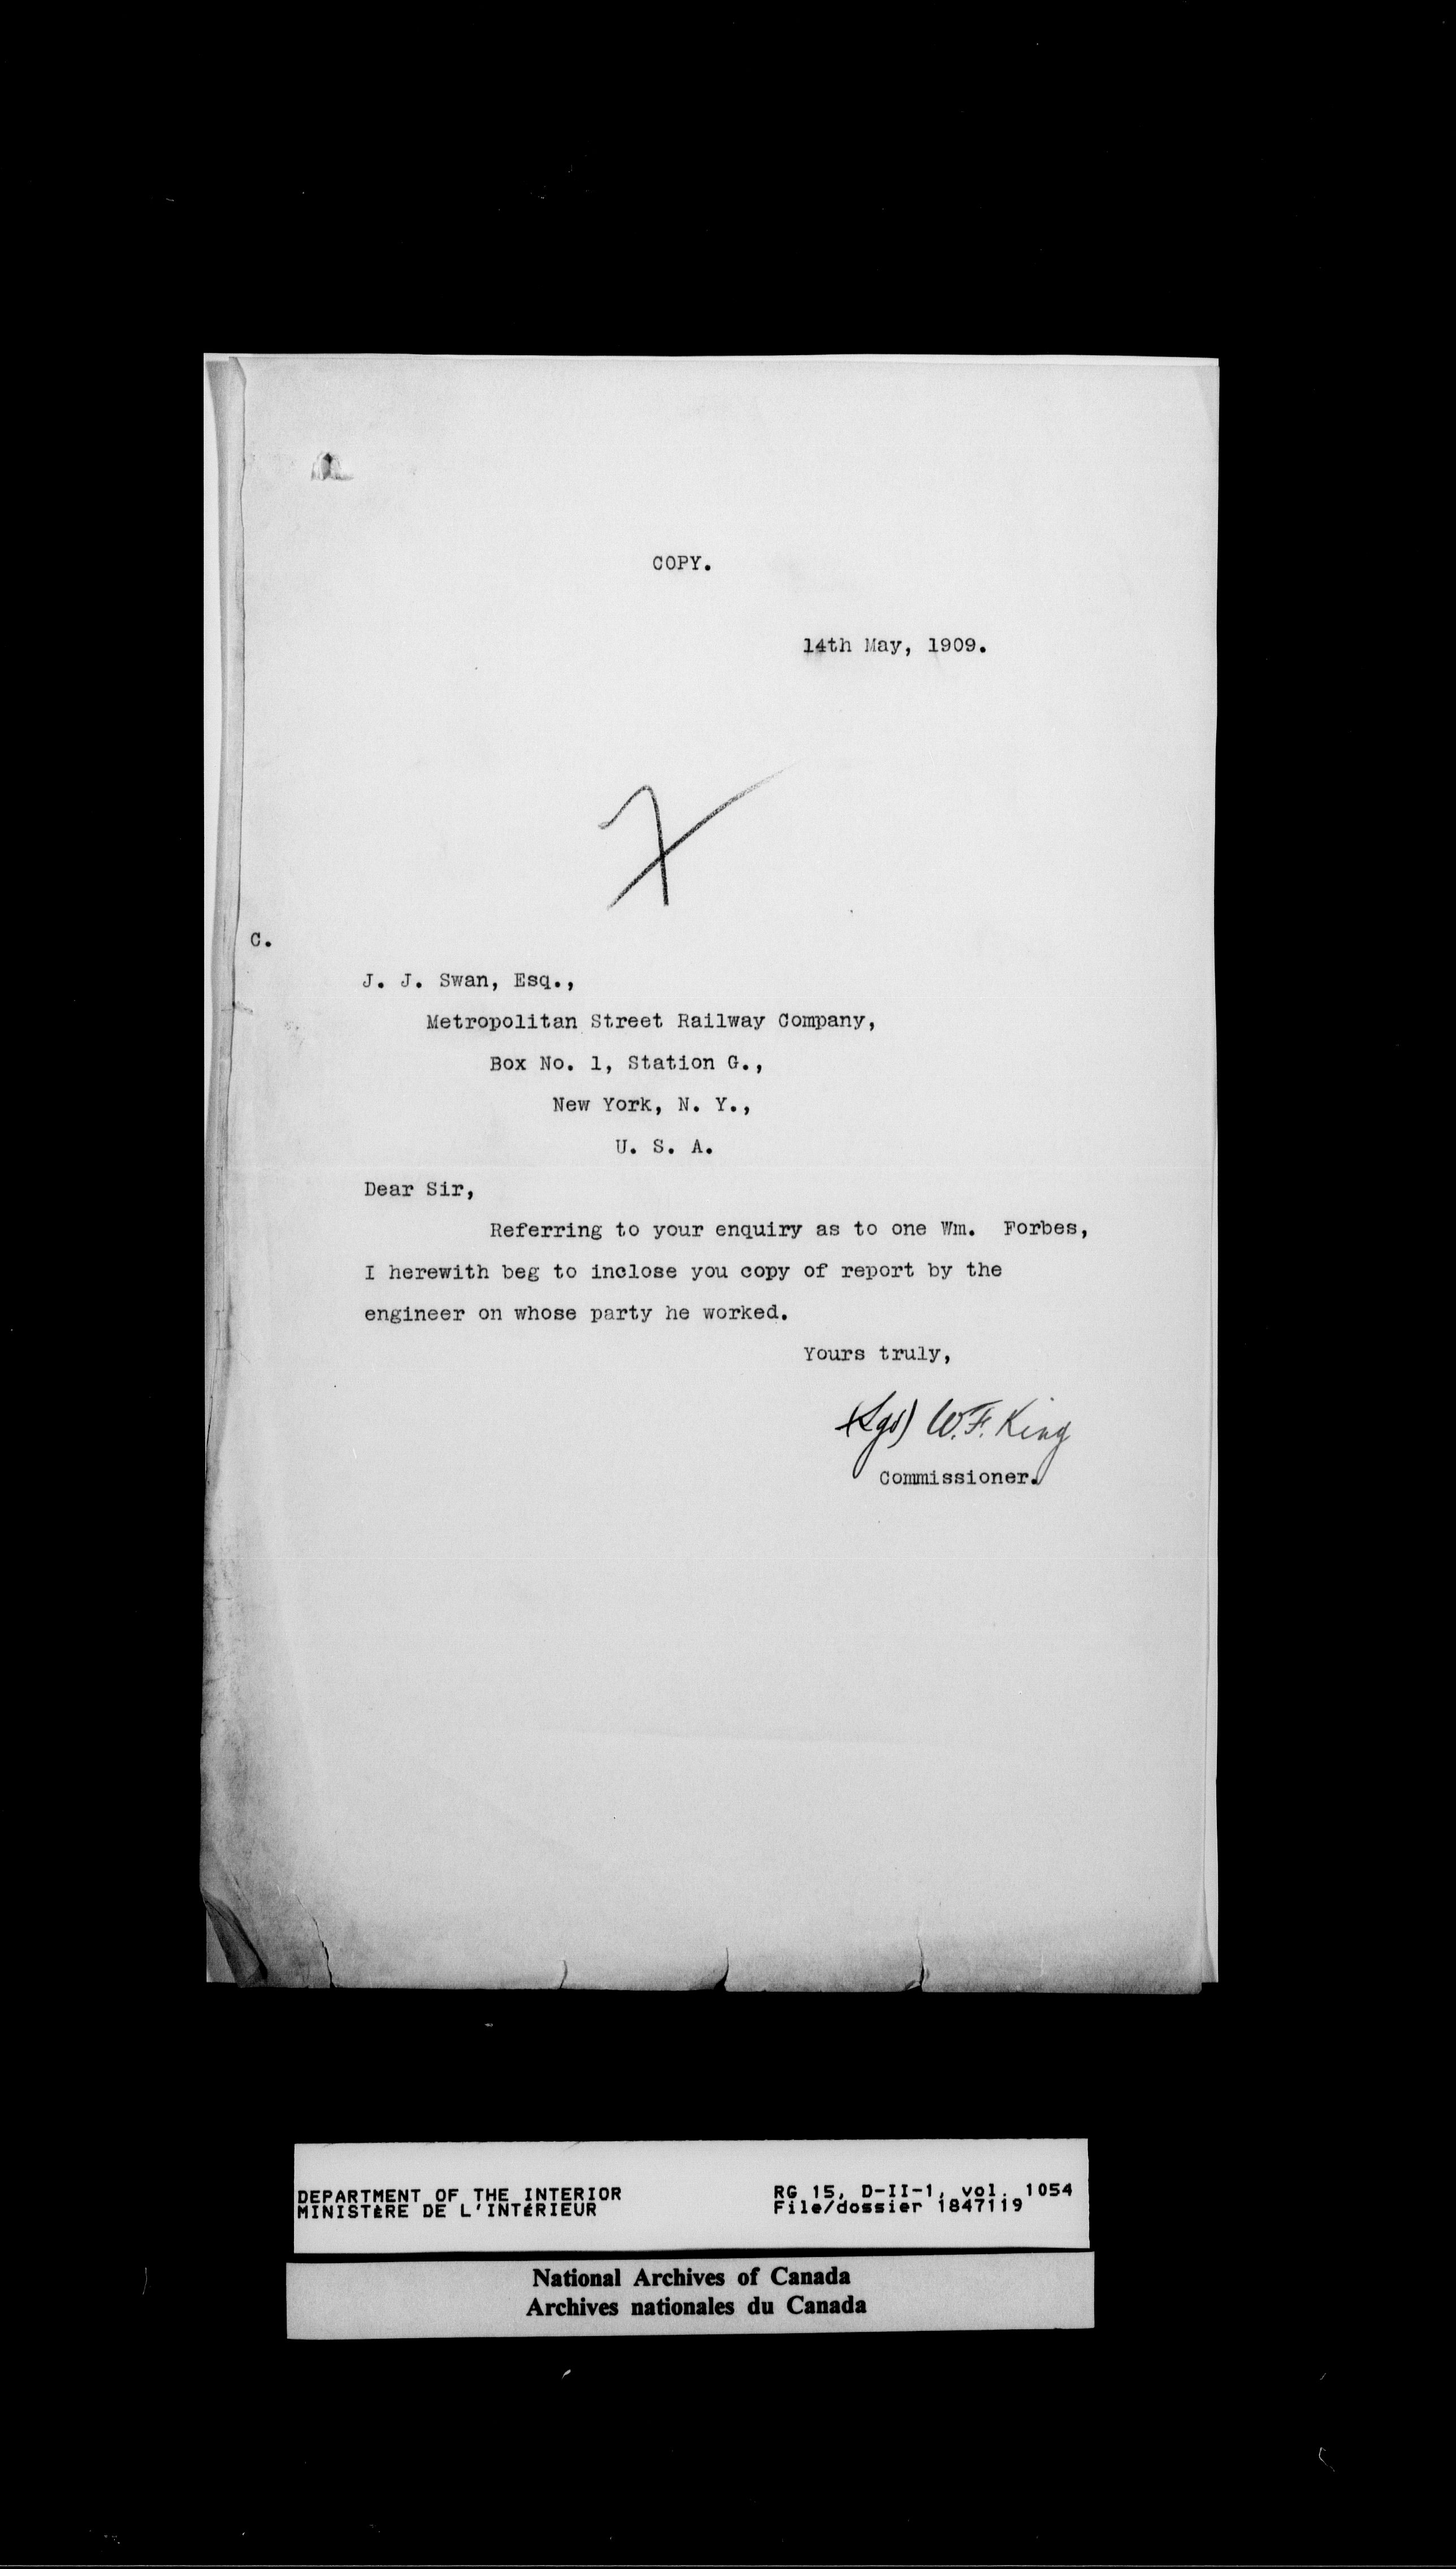 COPY.
14th May, 1909.
C.
J. J. Swan, Esq.,
Metropolitan Street Railway Company,
Box No. 1, Station G.,
New York, N. Y.,
U. S. A.
Dear Sir,
Referring to your enquiry as to one Wm. Forbes,
I herewith beg to inclose you copy of report by the
engineer on whose party he worked.
Yours truly,
(Sgd) W.F. King
Commissioner.
DEPARTMENT OF THE INTERIOR
MINISTÈRE DE L'INTÉRIEUR
RG 15, D-II-1, vol. 1054
File/dossier 1847119
National Archives of Canada
Archives nationales du Canada